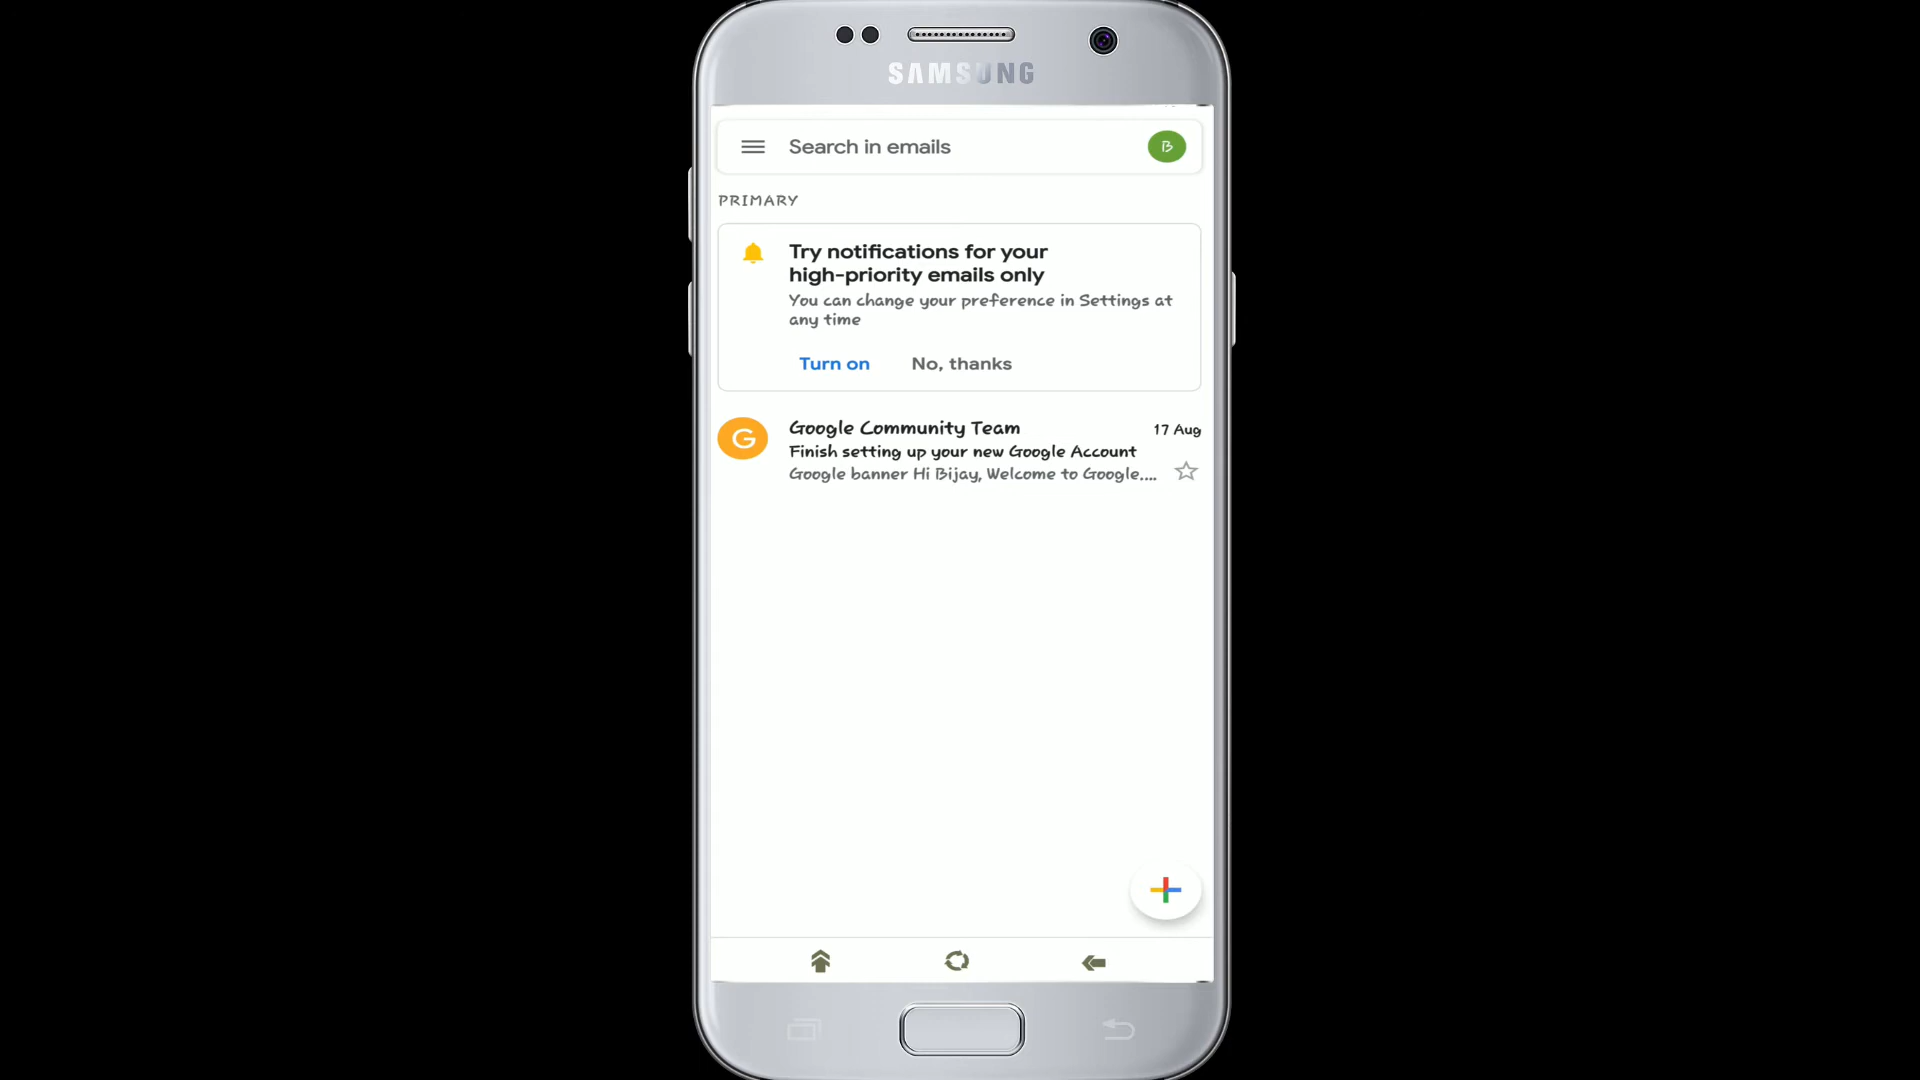 SAMSUNG
Search in emails
B
PRIMARY
Try notifications for your
high-priority emails only
You can change your preference in Settings at
any time
Turn on No, thanks
G
Google Community Team 17 Aug
Finish setting up your new Google Account
Google banner Hi Bijay, Welcome to Google....